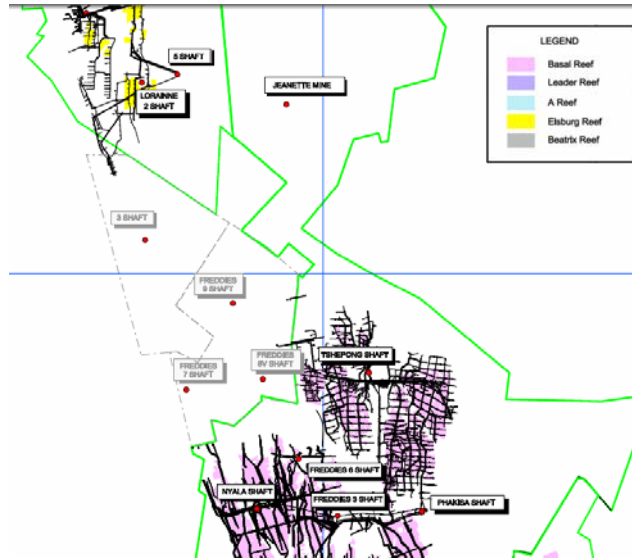 LEGEND
Basal Reef
Leader Reef
A Reef
Elsburg Reef
Beatrix Reef
5 SHAFT
LORAINNE
2 SHAFT
JEANETTE MINE
3 SHAFT
FREDDIES
9 SHAFT
TSHEPONG SHAFT
FREDDIES
8V SHAFT
FREDDIES
7 SHAFT
FREDDIES 6 SHAFT
NYALA SHAFT
FREDDIES 3 SHAFT
PHAKISA SHAFT